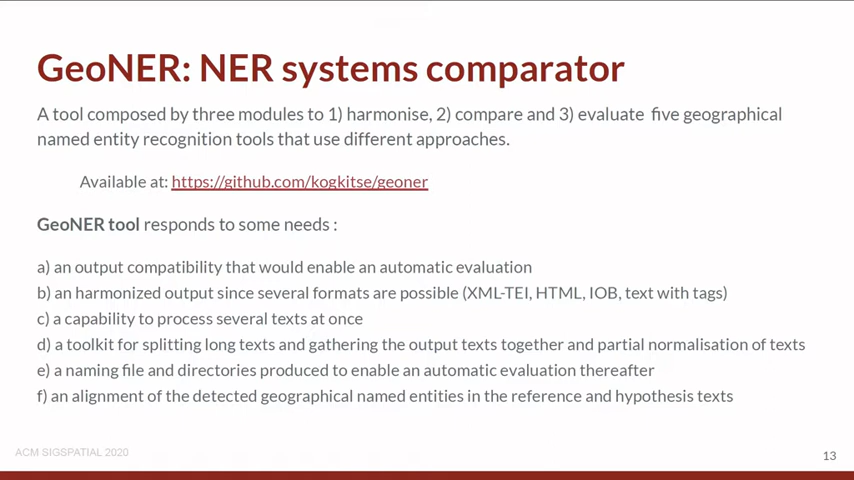 GeoNER: NER systems comparator
A tool composed by three modules to 1) harmonise, 2) compare and 3) evaluate five geographical
named entity recognition tools that use different approaches.
Available at: https://github.com/kogkitse/geoner
GeoNER tool responds to some needs :
a) an output compatibility that would enable an automatic evaluation
b) an harmonized output since several formats are possible (XML-TEI, HTML, IOB, text with tags)
c) a capability to process several texts at once
d) a toolkit for splitting long texts and gathering the output texts together and partial normalisation of texts
e) a naming file and directories produced to enable an automatic evaluation thereafter
f) an alignment of the detected geographical named entities in the reference and hypothesis texts
ACM SIGSPATIAL 2020
13